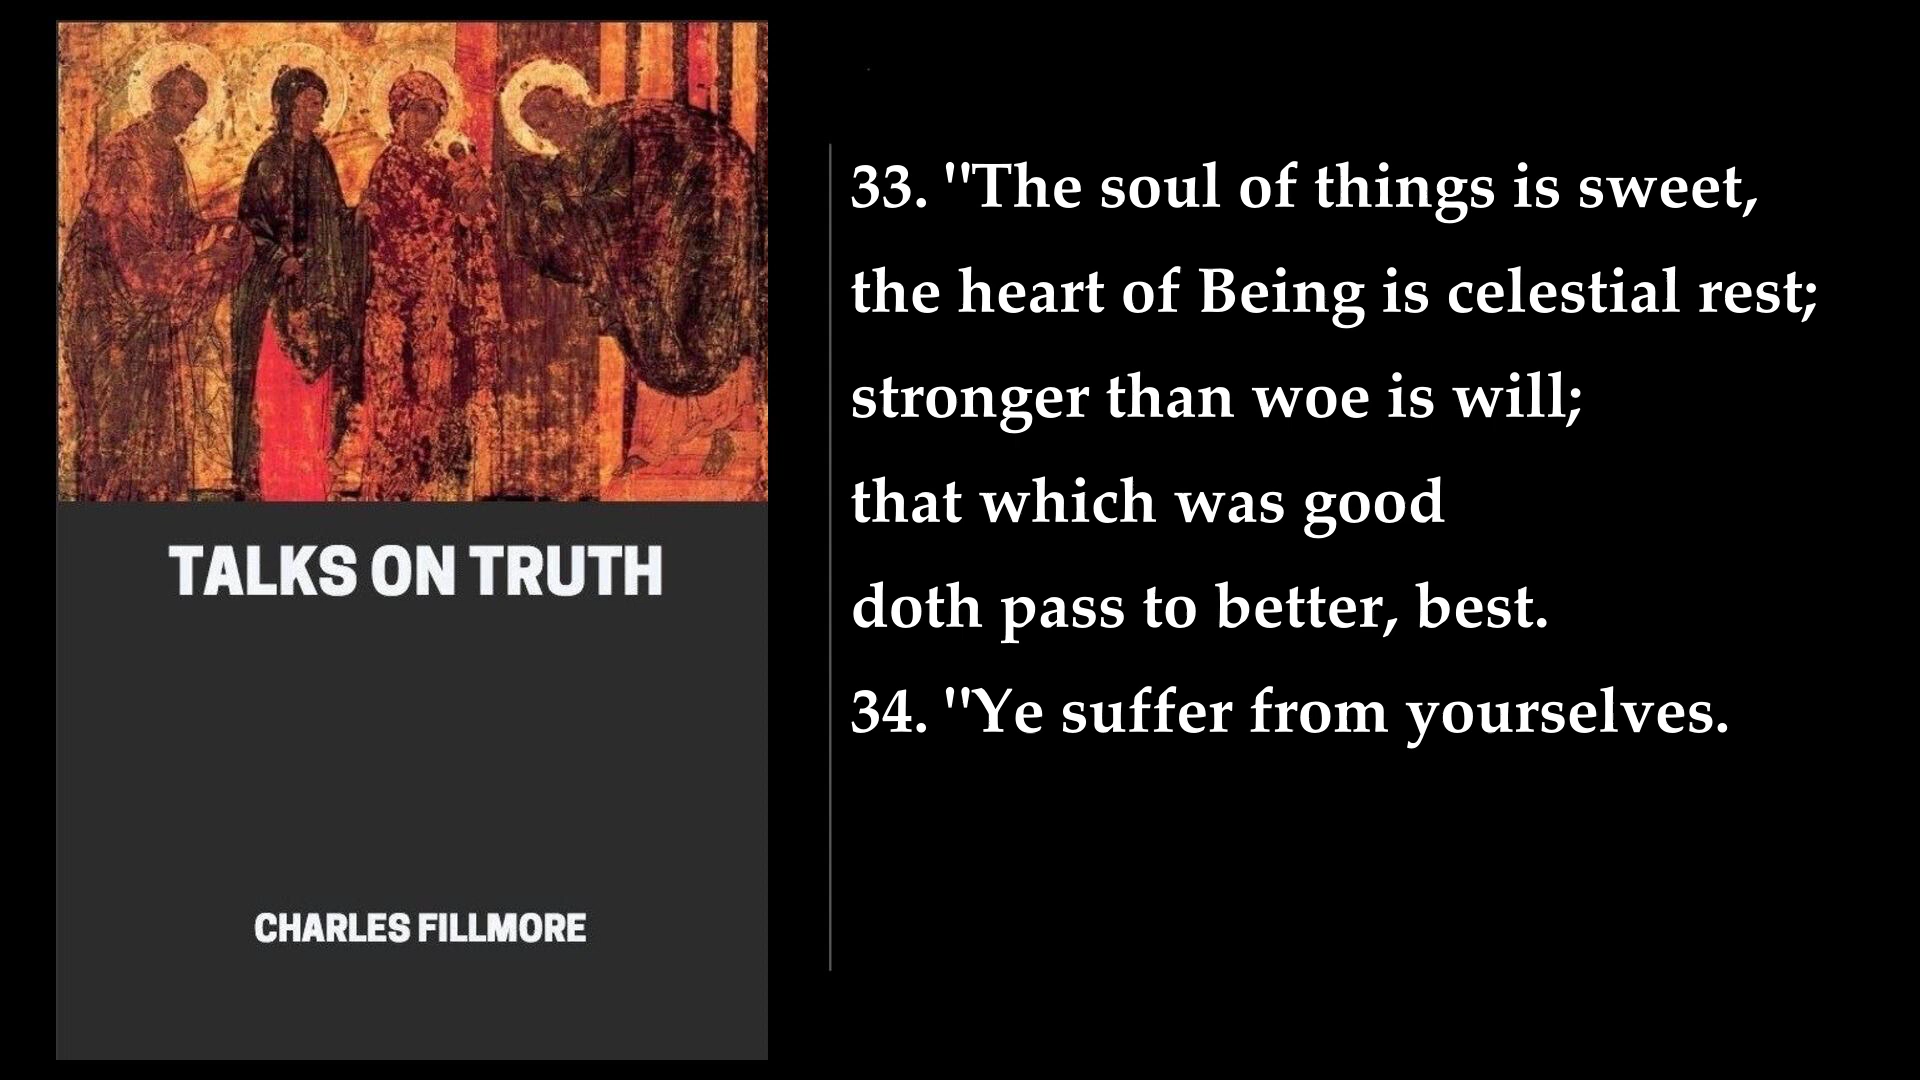 TALKS ON TRUTH
CHARLES FILLMORE
33. "The soul of things is sweet,
the heart of Being is celestial rest;
stronger than woe is will;
that which was good
doth pass to better, best.
34. "Ye suffer from yourselves.